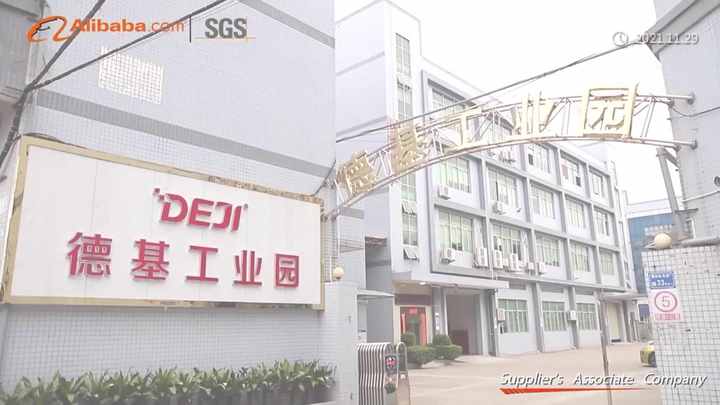 Alibaba.com SGS
2021.11.29
德基工业园
DEJI
德基工业园
5
Supplier's Associate Company